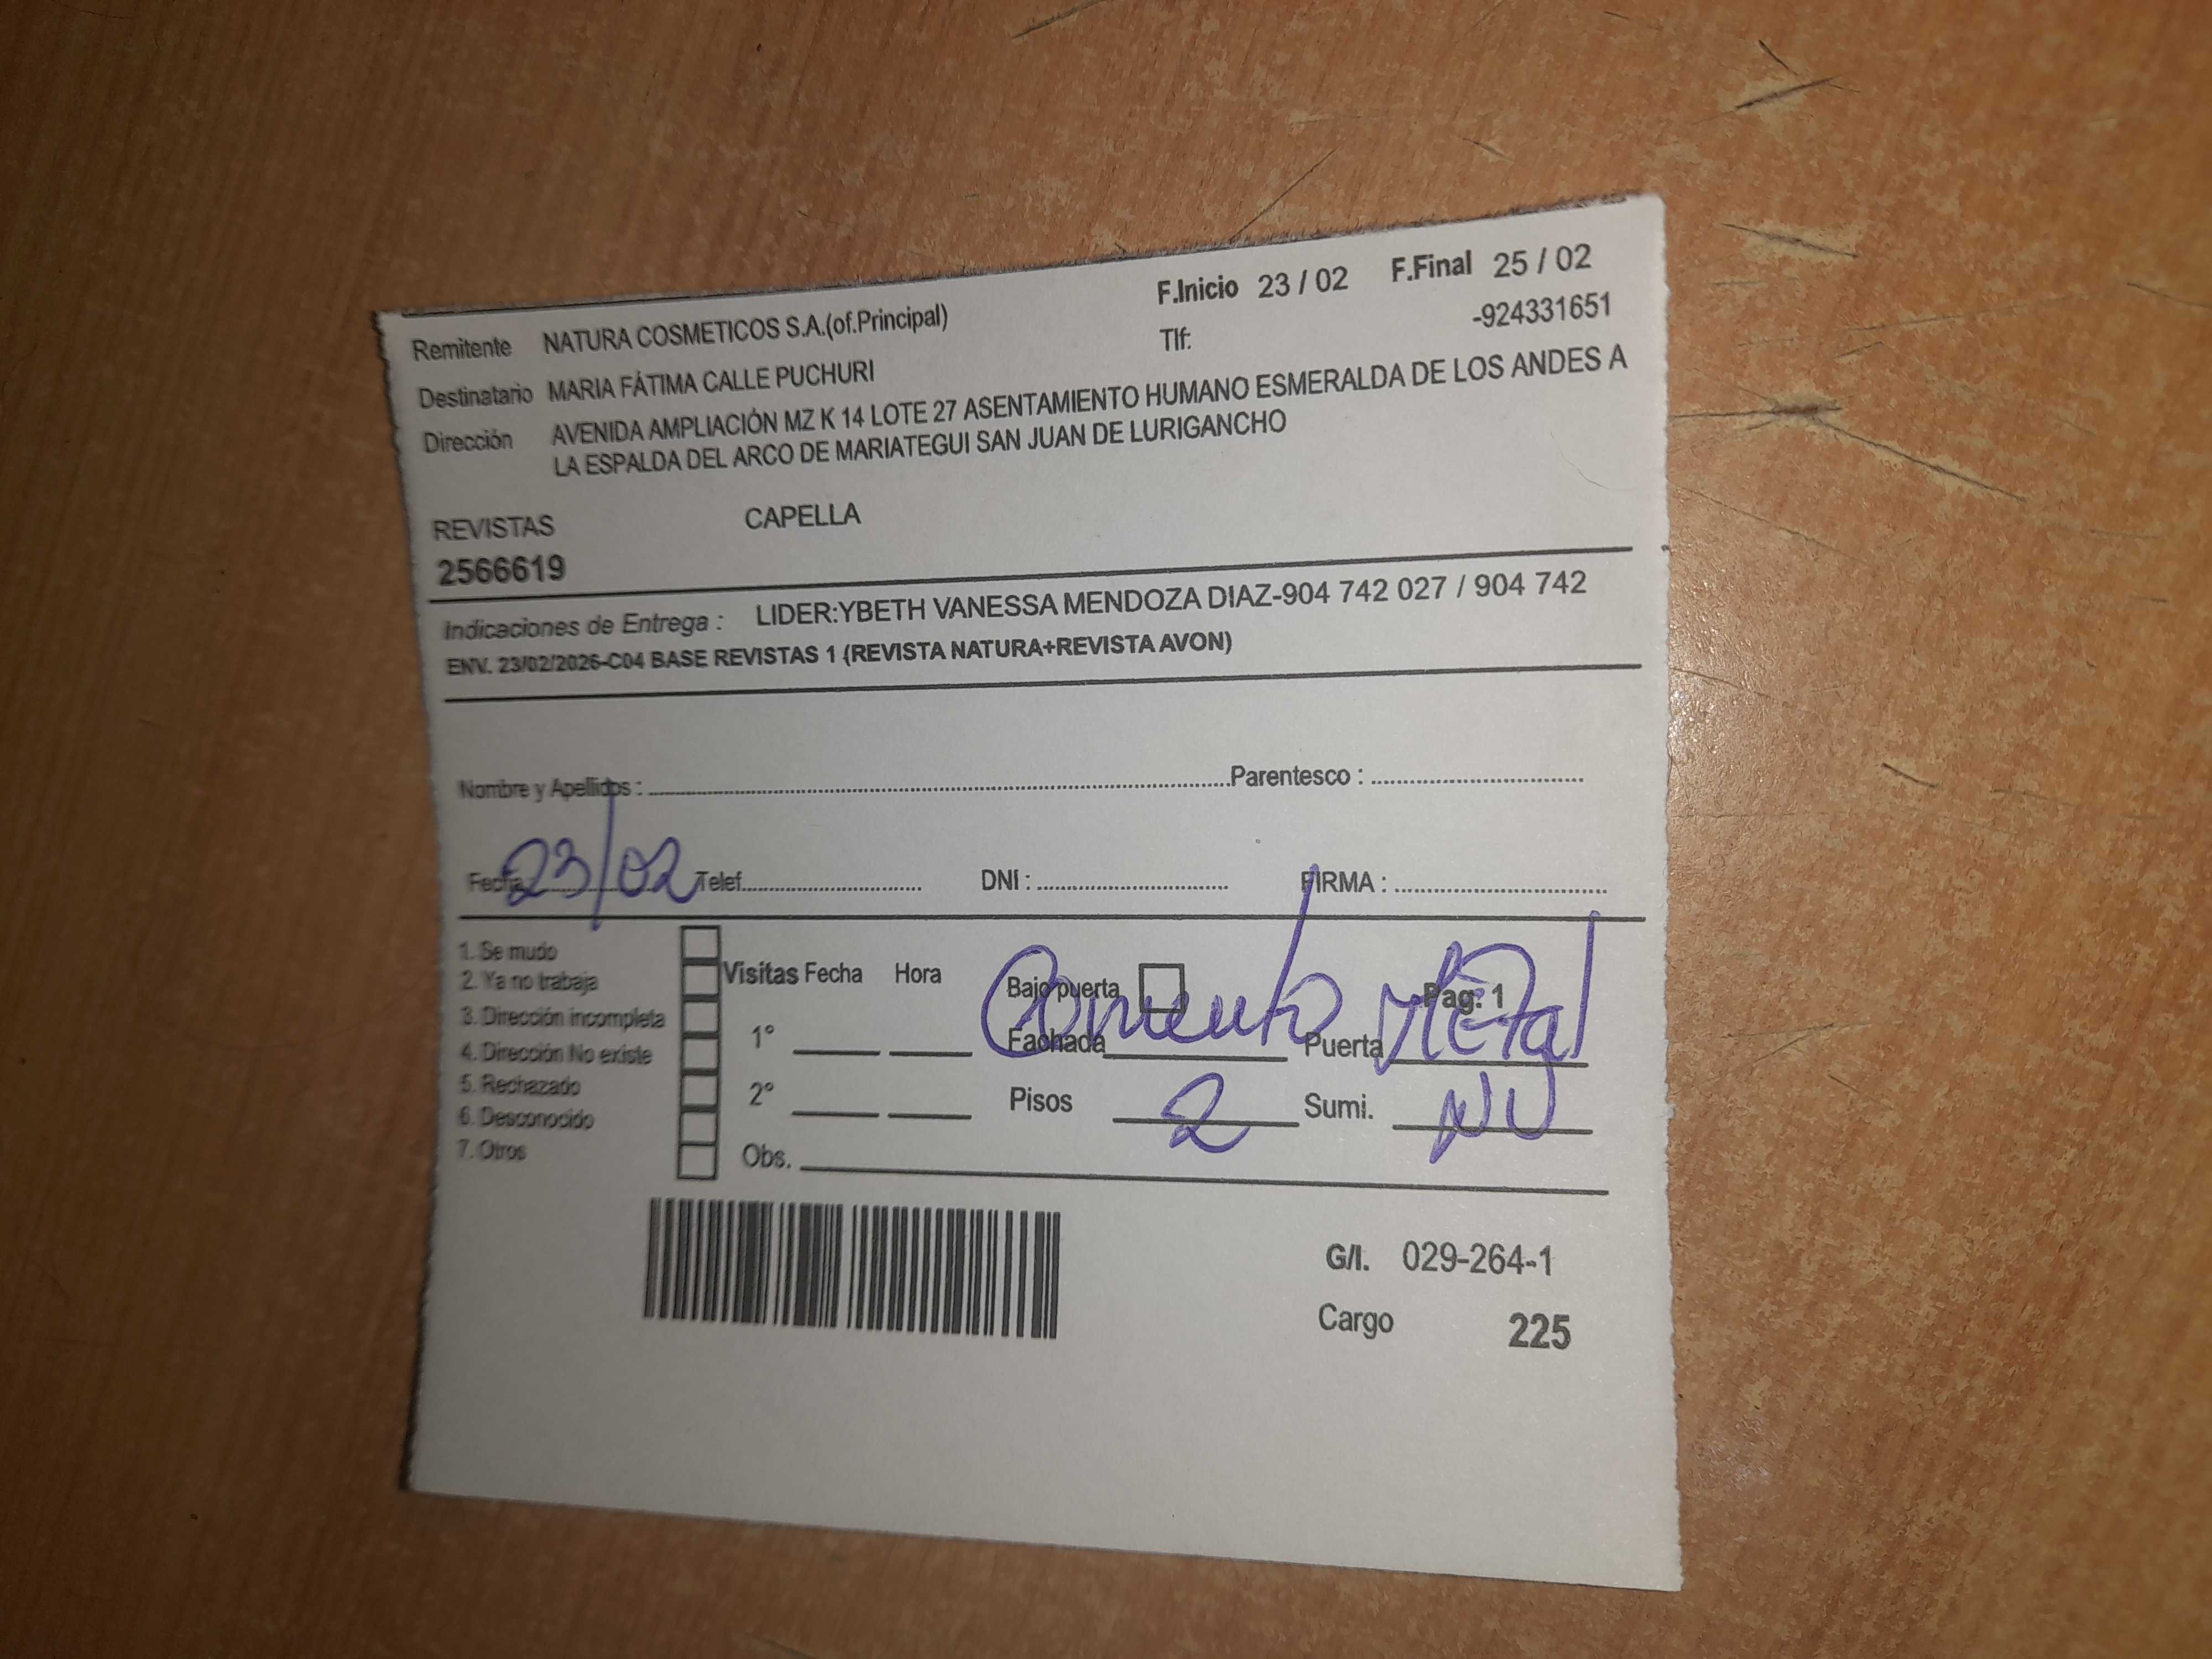 F.Inicio 23 / 02 F.Final 25 / 02
Remitente NATURA COSMETICOS S.A.(of.Principal) Tlf: -924331651
Destinatario MARIA FÁTIMA CALLE PUCHURI
Dirección AVENIDA AMPLIACIÓN MZ K 14 LOTE 27 ASENTAMIENTO HUMANO ESMERALDA DE LOS ANDES A
LA ESPALDA DEL ARCO DE MARIATEGUI SAN JUAN DE LURIGANCHO
REVISTAS CAPELLA
2566619
Indicaciones de Entrega : LIDER:YBETH VANESSA MENDOZA DIAZ-904 742 027 / 904 742
ENV. 23/02/2026-C04 BASE REVISTAS 1 (REVISTA NATURA+REVISTA AVON)
Nombre y Apellidos : Parentesco :
Fecha 23/02 Telef. DNI : FIRMA :
1. Se mudo
2. Ya no trabaja Visitas Fecha Hora Bajo puerta Pag. 1
3. Dirección incompleta
4. Dirección No existe 1° Fachada Puerta Metal
5. Rechazado
6. Desconocido 2° Pisos 2 Sumi. NV
7. Otros Obs.
G/I. 029-264-1
Cargo 225